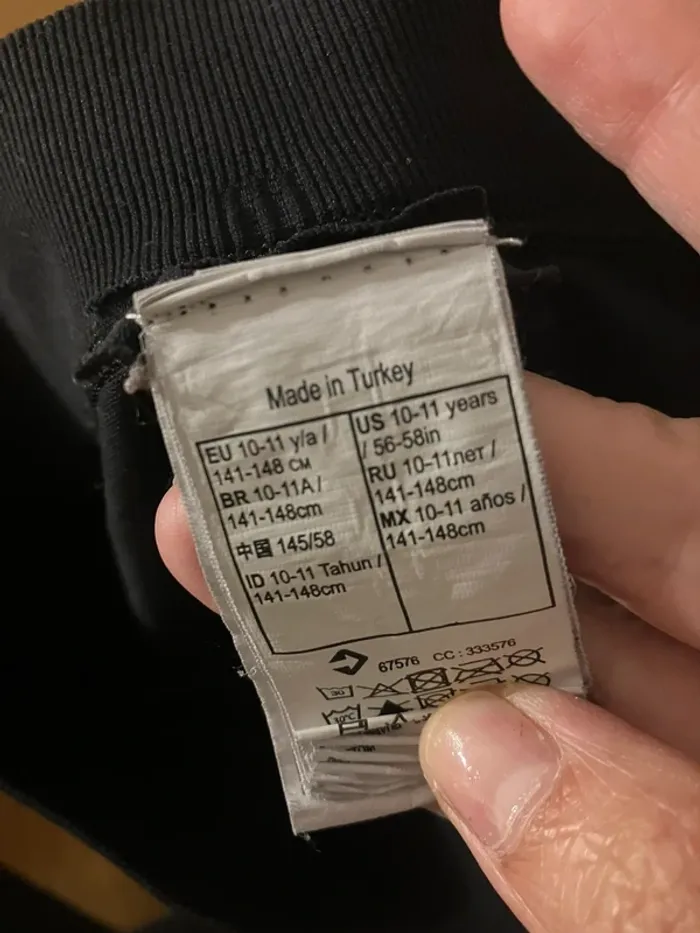 Made in Turkey
EU 10-11 y/a /
141-148 CM
BR 10-11A /
141-148cm
中国 145/58
ID 10-11 Tahun /
141-148cm
US 10-11 years
/ 56-58in
RU 10-11лет /
141-148cm
MX 10-11 años /
141-148cm
67576 CC : 333576
30